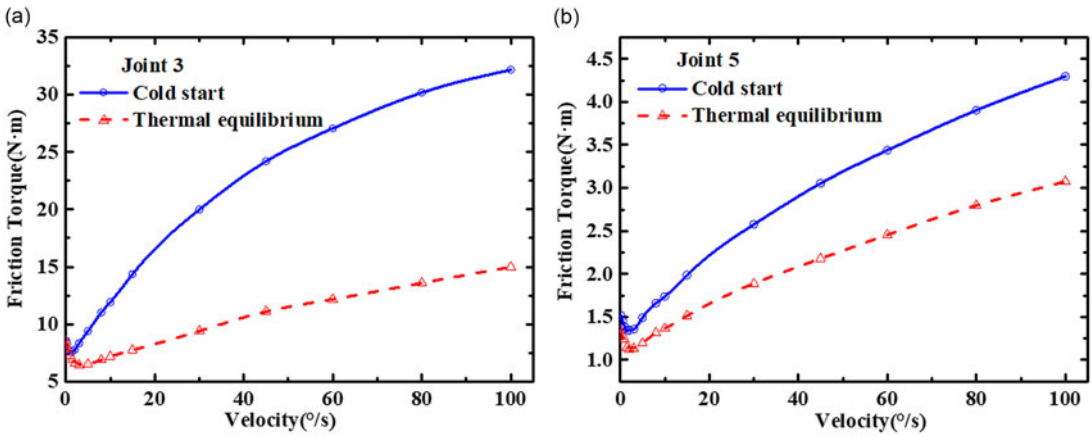 (a)
35
30
25
20
15
10
5
Friction Torque(N·m)
Joint 3
Cold start
Thermal equilibrium
0 20 40 60 80 100
Velocity(°/s)
(b)
4.5
4.0
3.5
3.0
2.5
2.0
1.5
1.0
Friction Torque(N·m)
Joint 5
Cold start
Thermal equilibrium
0 20 40 60 80 100
Velocity(°/s)